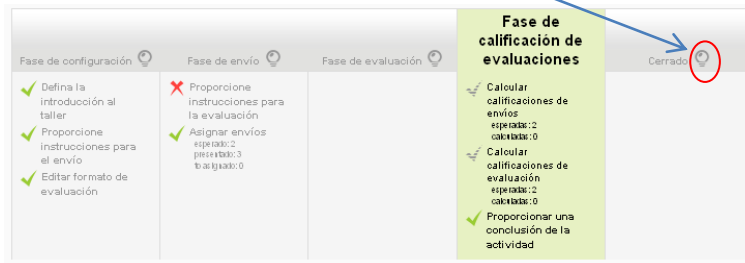 Fase de configuración
Fase de envío
Fase de evaluación
Fase de
calificación de
evaluaciones
Cerrado
Defina la
introducción al
taller
Proporcione
instrucciones para
el envío
Editar formato de
evaluación
Proporcione
instrucciones para
la evaluación
Asignar envíos
esperado: 2
presentado: 3
to asignado: 0
Calcular
calificaciones de
envíos
esperadas: 2
calculadas: 0
Calcular
calificaciones de
evaluación
esperadas: 2
calculadas: 0
Proporcionar una
conclusión de la
actividad